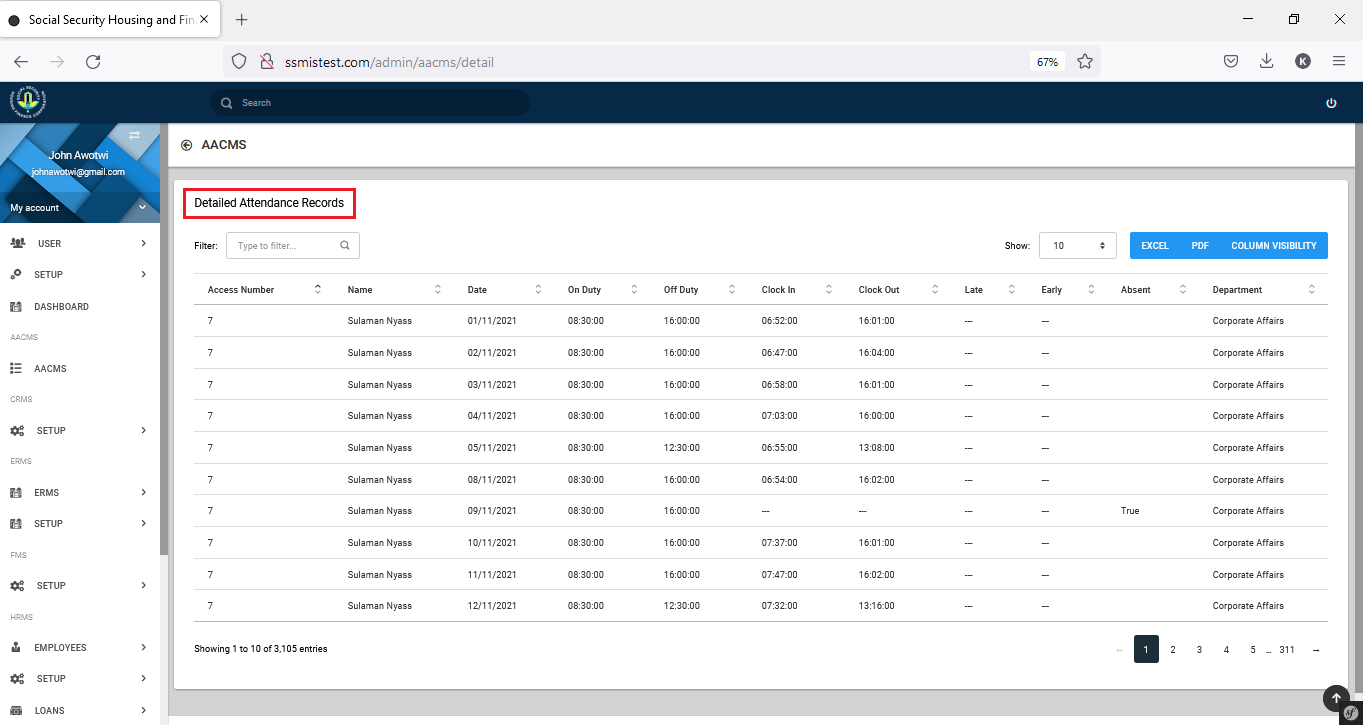 Social Security Housing and Fin
ssmistest.com/admin/aacms/detail
67%
K
Search
John Awotwi
johnawotwi@gmail.com
My account
USER
SETUP
DASHBOARD
AACMS
AACMS
CRMS
SETUP
ERMS
ERMS
SETUP
FMS
SETUP
HRMS
EMPLOYEES
SETUP
LOANS
AACMS
Detailed Attendance Records
Filter: Type to filter... Show: 10 EXCEL PDF COLUMN VISIBILITY
Access Number Name Date On Duty Off Duty Clock In Clock Out Late Early Absent Department
7 Sulaman Nyass 01/11/2021 08:30:00 16:00:00 06:52:00 16:01:00 --- --- Corporate Affairs
7 Sulaman Nyass 02/11/2021 08:30:00 16:00:00 06:47:00 16:04:00 --- --- Corporate Affairs
7 Sulaman Nyass 03/11/2021 08:30:00 16:00:00 06:58:00 16:01:00 --- --- Corporate Affairs
7 Sulaman Nyass 04/11/2021 08:30:00 16:00:00 07:03:00 16:00:00 --- --- Corporate Affairs
7 Sulaman Nyass 05/11/2021 08:30:00 12:30:00 06:55:00 13:08:00 --- --- Corporate Affairs
7 Sulaman Nyass 08/11/2021 08:30:00 16:00:00 06:54:00 16:02:00 --- --- Corporate Affairs
7 Sulaman Nyass 09/11/2021 08:30:00 16:00:00 --- --- --- --- True Corporate Affairs
7 Sulaman Nyass 10/11/2021 08:30:00 16:00:00 07:37:00 16:01:00 --- --- Corporate Affairs
7 Sulaman Nyass 11/11/2021 08:30:00 16:00:00 07:47:00 16:02:00 --- --- Corporate Affairs
7 Sulaman Nyass 12/11/2021 08:30:00 12:30:00 07:32:00 13:16:00 --- --- Corporate Affairs
Showing 1 to 10 of 3,105 entries ← 1 2 3 4 5 ... 311 →
sf